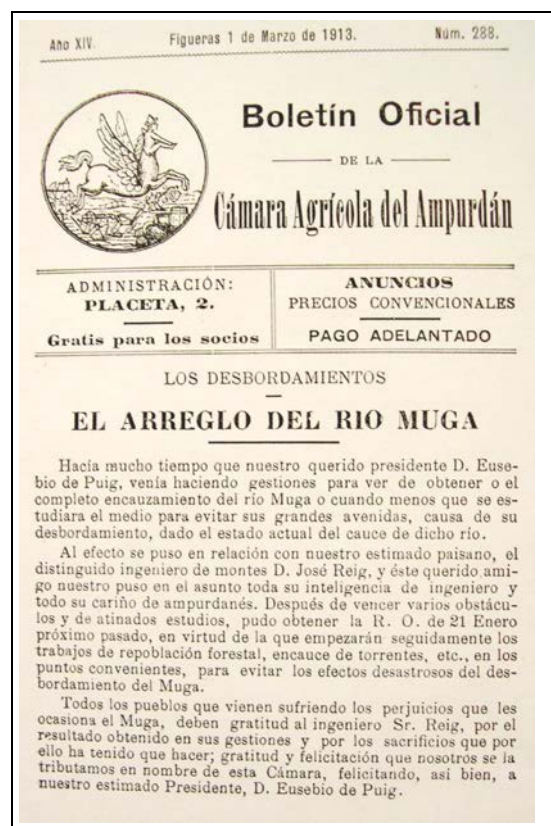 Año XIV. Figueras 1 de Marzo de 1913. Núm. 288.
Boletín Oficial
DE LA
Cámara Agrícola del Ampurdán
ADMINISTRACIÓN:
PLACETA, 2.
Gratis para los socios
ANUNCIOS
PRECIOS CONVENCIONALES
PAGO ADELANTADO
LOS DESBORDAMIENTOS
EL ARREGLO DEL RIO MUGA
Hacía mucho tiempo que nuestro querido presidente D. Euse-
bio de Puig, venía haciendo gestiones para ver de obtener o el
completo encauzamiento del río Muga o cuando menos que se es-
tudiara el medio para evitar sus grandes avenidas, causa de su
desbordamiento, dado el estado actual del cauce de dicho río.
Al efecto se puso en relación con nuestro estimado paisano, el
distinguido ingeniero de montes D. José Reig, y éste querido ami-
go nuestro puso en el asunto toda su inteligencia de ingeniero y
todo su cariño de ampurdanés. Después de vencer varios obstácu-
los y de atinados estudios, pudo obtener la R. O. de 21 Enero
próximo pasado, en virtud de la que empezarán seguidamente los
trabajos de repoblación forestal, encauce de torrentes, etc., en los
puntos convenientes, para evitar los efectos desastrosos del des-
bordamiento del Muga.
Todos los pueblos que vienen sufriendo los perjuicios que les
ocasiona el Muga, deben gratitud al ingeniero Sr. Reig, por el
resultado obtenido en sus gestiones y por los sacrificios que por
ello ha tenido que hacer; gratitud y felicitación que nosotros se la
tributamos en nombre de esta Cámara, felicitando, asi bien, a
nuestro estimado Presidente, D. Eusebio de Puig.